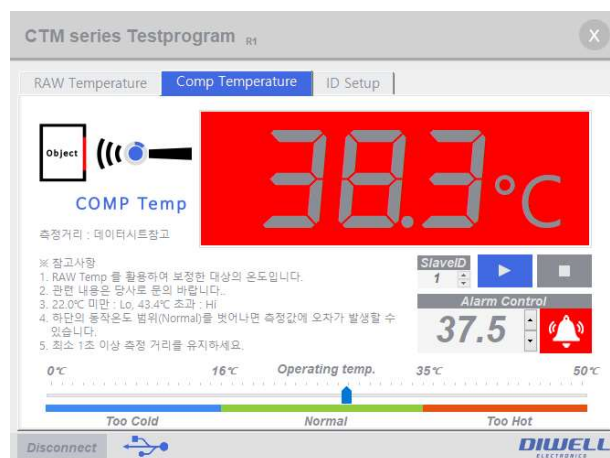 CTM series Testprogram R1
X
RAW Temperature Comp Temperature ID Setup
Object
38.3℃
COMP Temp
측정거리 : 데이터시트참고
※ 참고사항
1. RAW Temp 를 활용하여 보정한 대상의 온도입니다.
2. 관련 내용은 당사로 문의 바랍니다..
3. 22.0℃ 미만 : Lo, 43.4℃ 초과 : Hi
4. 하단의 동작온도 범위(Normal)를 벗어나면 측정값에 오차가 발생할 수
있습니다.
5. 최소 1초 이상 측정 거리를 유지하세요.
SlaveID
1
Alarm Control
37.5
0℃ 16℃ Operating temp. 35℃ 50℃
Too Cold Normal Too Hot
Disconnect
DIWELL
ELECTRONICS